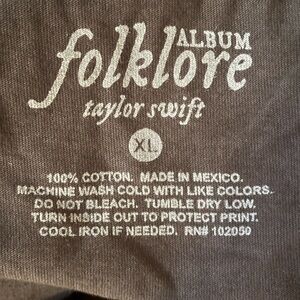 ALBUM
folklore
taylor swift
XL
100% COTTON. MADE IN MEXICO.
MACHINE WASH COLD WITH LIKE COLORS.
DO NOT BLEACH. TUMBLE DRY LOW.
TURN INSIDE OUT TO PROTECT PRINT.
COOL IRON IF NEEDED. RN# 102050